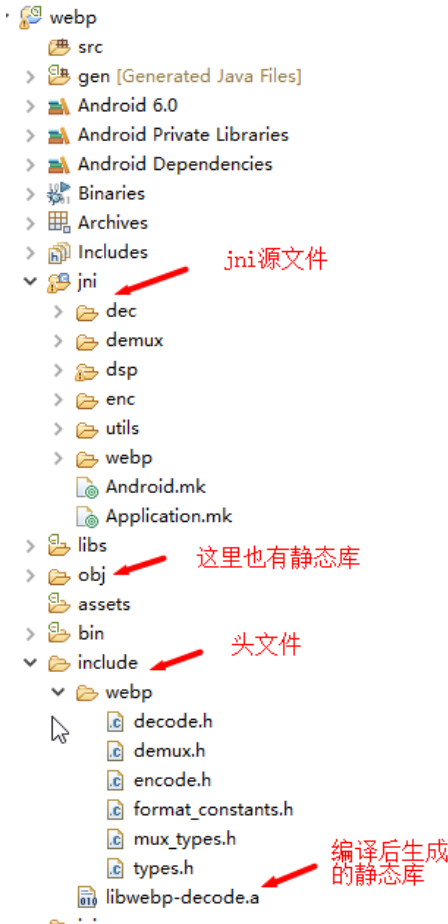 webp
src
gen [Generated Java Files]
Android 6.0
Android Private Libraries
Android Dependencies
Binaries
Archives
Includes
jni源文件
jni
dec
demux
dsp
enc
utils
webp
Android.mk
Application.mk
libs
这里也有静态库
obj
assets
bin
头文件
include
webp
decode.h
demux.h
encode.h
format_constants.h
mux_types.h
types.h
编译后生成
的静态库
libwebp-decode.a